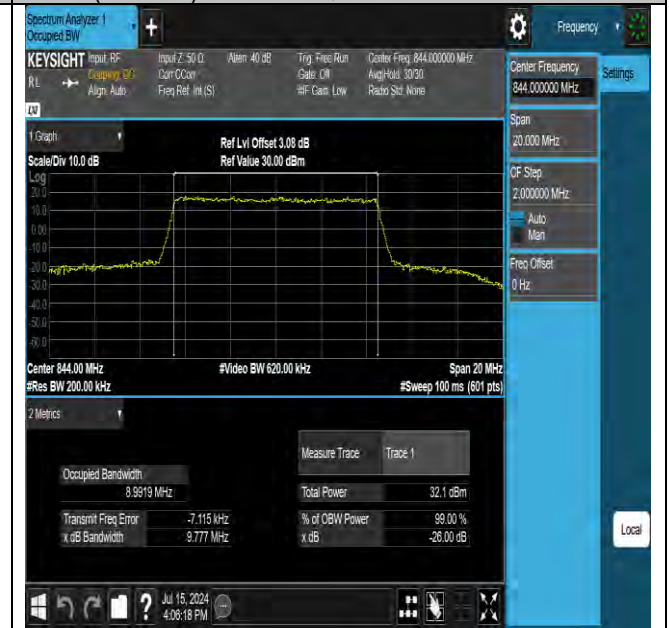 Spectrum Analyzer 1
Occupied BW
Frequency
KEYSIGHT
RL
LXI
Input: RF
Coupling: DC
Align: Auto
Input Z: 50 Ω
Corr CCorr
Freq Ref: Int (S)
Atten: 40 dB
Trig: Free Run
Gate: Off
#IF Gain: Low
Center Freq: 844.000000 MHz
Avg|Hold: 30/30
Radio Std: None
Center Frequency
844.000000 MHz
Settings
Span
20.000 MHz
CF Step
2.000000 MHz
Auto
Man
Freq Offset
0 Hz
Local
1 Graph
Scale/Div 10.0 dB
Ref Lvl Offset 3.08 dB
Ref Value 30.00 dBm
Log
20.0
10.0
0.00
-10.0
-20.0
-30.0
-40.0
-50.0
-60.0
Center 844.00 MHz
#Video BW 620.00 kHz
Span 20 MHz
#Res BW 200.00 kHz
#Sweep 100 ms (601 pts)
2 Metrics
Measure Trace Trace 1
Occupied Bandwidth
8.9919 MHz
Total Power 32.1 dBm
Transmit Freq Error -7.115 kHz
% of OBW Power 99.00 %
x dB Bandwidth 9.777 MHz
x dB -26.00 dB
?
Jul 15, 2024
4:06:18 PM